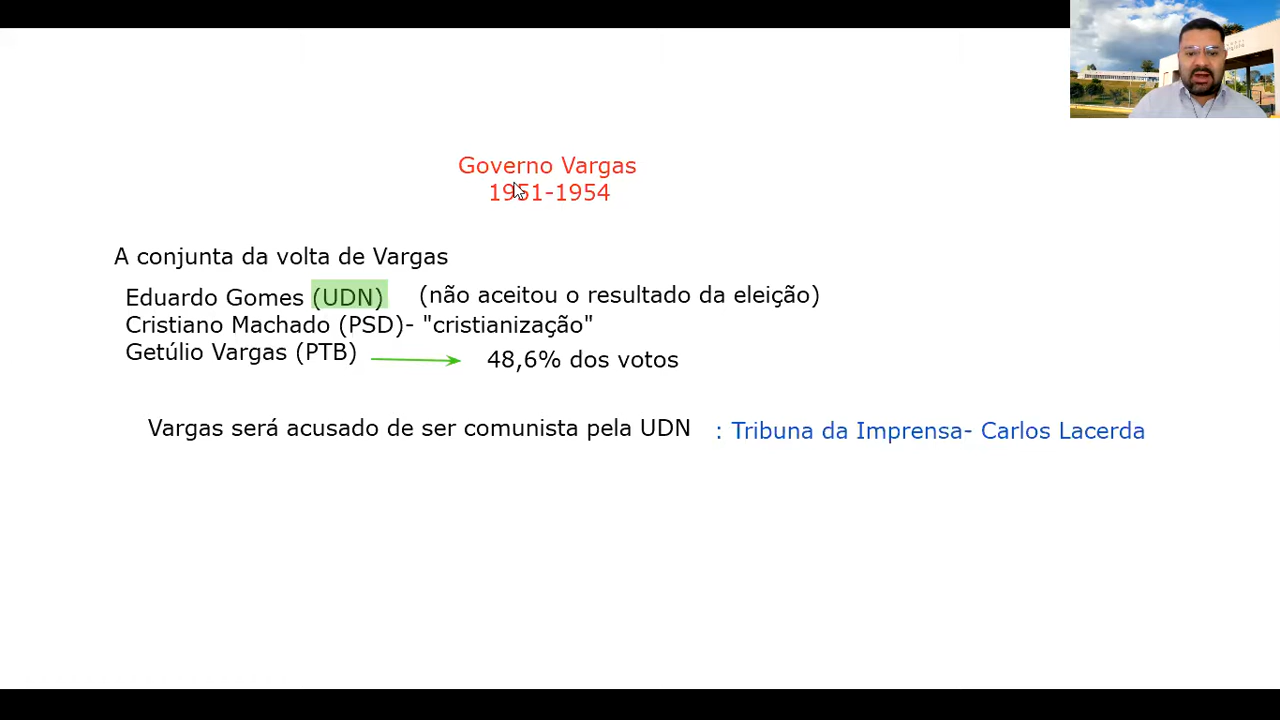 Governo Vargas
1951-1954
A conjunta da volta de Vargas
Eduardo Gomes (UDN) (não aceitou o resultado da eleição)
Cristiano Machado (PSD)- "cristianização"
Getúlio Vargas (PTB) 48,6% dos votos
Vargas será acusado de ser comunista pela UDN : Tribuna da Imprensa- Carlos Lacerda